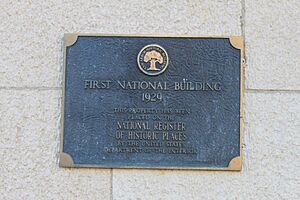 FIRST NATIONAL BUILDING
1929
THIS PROPERTY HAS BEEN
PLACED ON THE
NATIONAL REGISTER
OF HISTORIC PLACES
BY THE UNITED STATES
DEPARTMENT OF THE INTERIOR